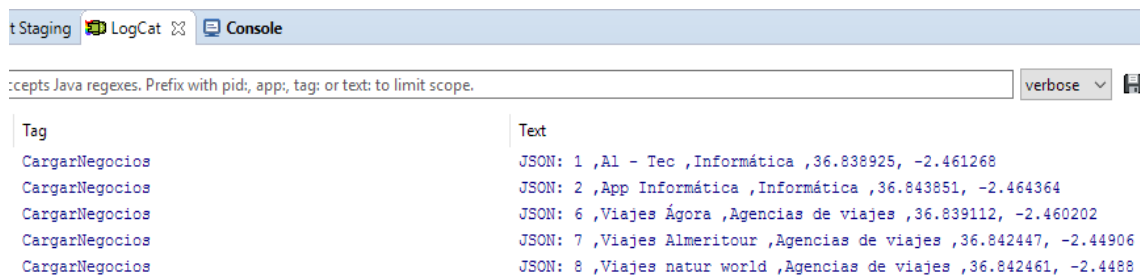 t Staging LogCat Console
ccepts Java regexes. Prefix with pid:, app:, tag: or text: to limit scope. verbose
Tag Text
CargarNegocios JSON: 1 ,Al - Tec ,Informática ,36.838925, -2.461268
CargarNegocios JSON: 2 ,App Informática ,Informática ,36.843851, -2.464364
CargarNegocios JSON: 6 ,Viajes Ágora ,Agencias de viajes ,36.839112, -2.460202
CargarNegocios JSON: 7 ,Viajes Almeritour ,Agencias de viajes ,36.842447, -2.44906
CargarNegocios JSON: 8 ,Viajes natur world ,Agencias de viajes ,36.842461, -2.4488